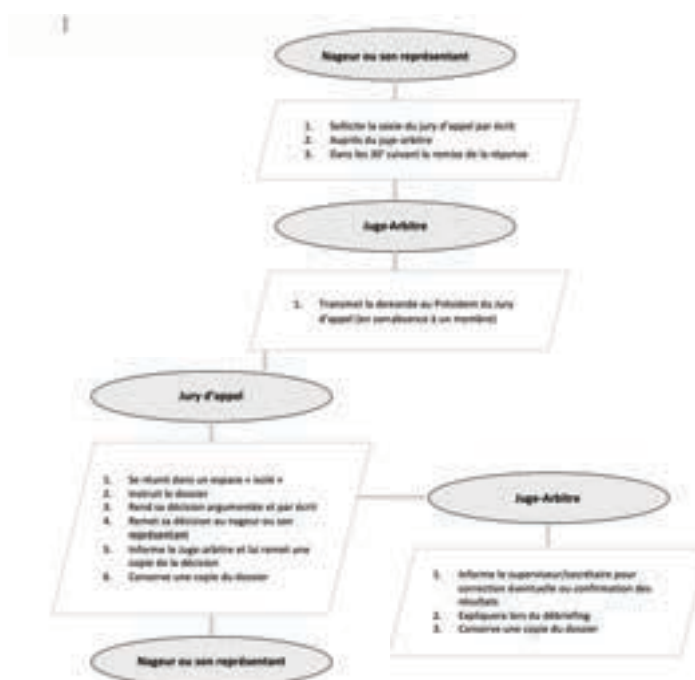 Nageur ou son représentant
1. Sollicite la saisie du jury d'appel par écrit
2. Auprès du juge-arbitre
3. Dans les 30' suivant la remise de la réponse
Juge-Arbitre
1. Transmet la demande au Président du Jury
d'appel (en son absence à un membre)
Jury d'appel
1. Se réunit dans un espace « isolé »
2. Instruit le dossier
3. Rend sa décision argumentée et par écrit
4. Remet sa décision au nageur ou son
représentant
5. Informe le Juge-arbitre et lui remet une
copie de la décision
6. Conserve une copie du dossier
Juge-Arbitre
1. Informe le superviseur/secrétaire pour
correction éventuelle ou confirmation des
résultats
2. Expliquera lors du débriefing
3. Conserve une copie du dossier
Nageur ou son représentant